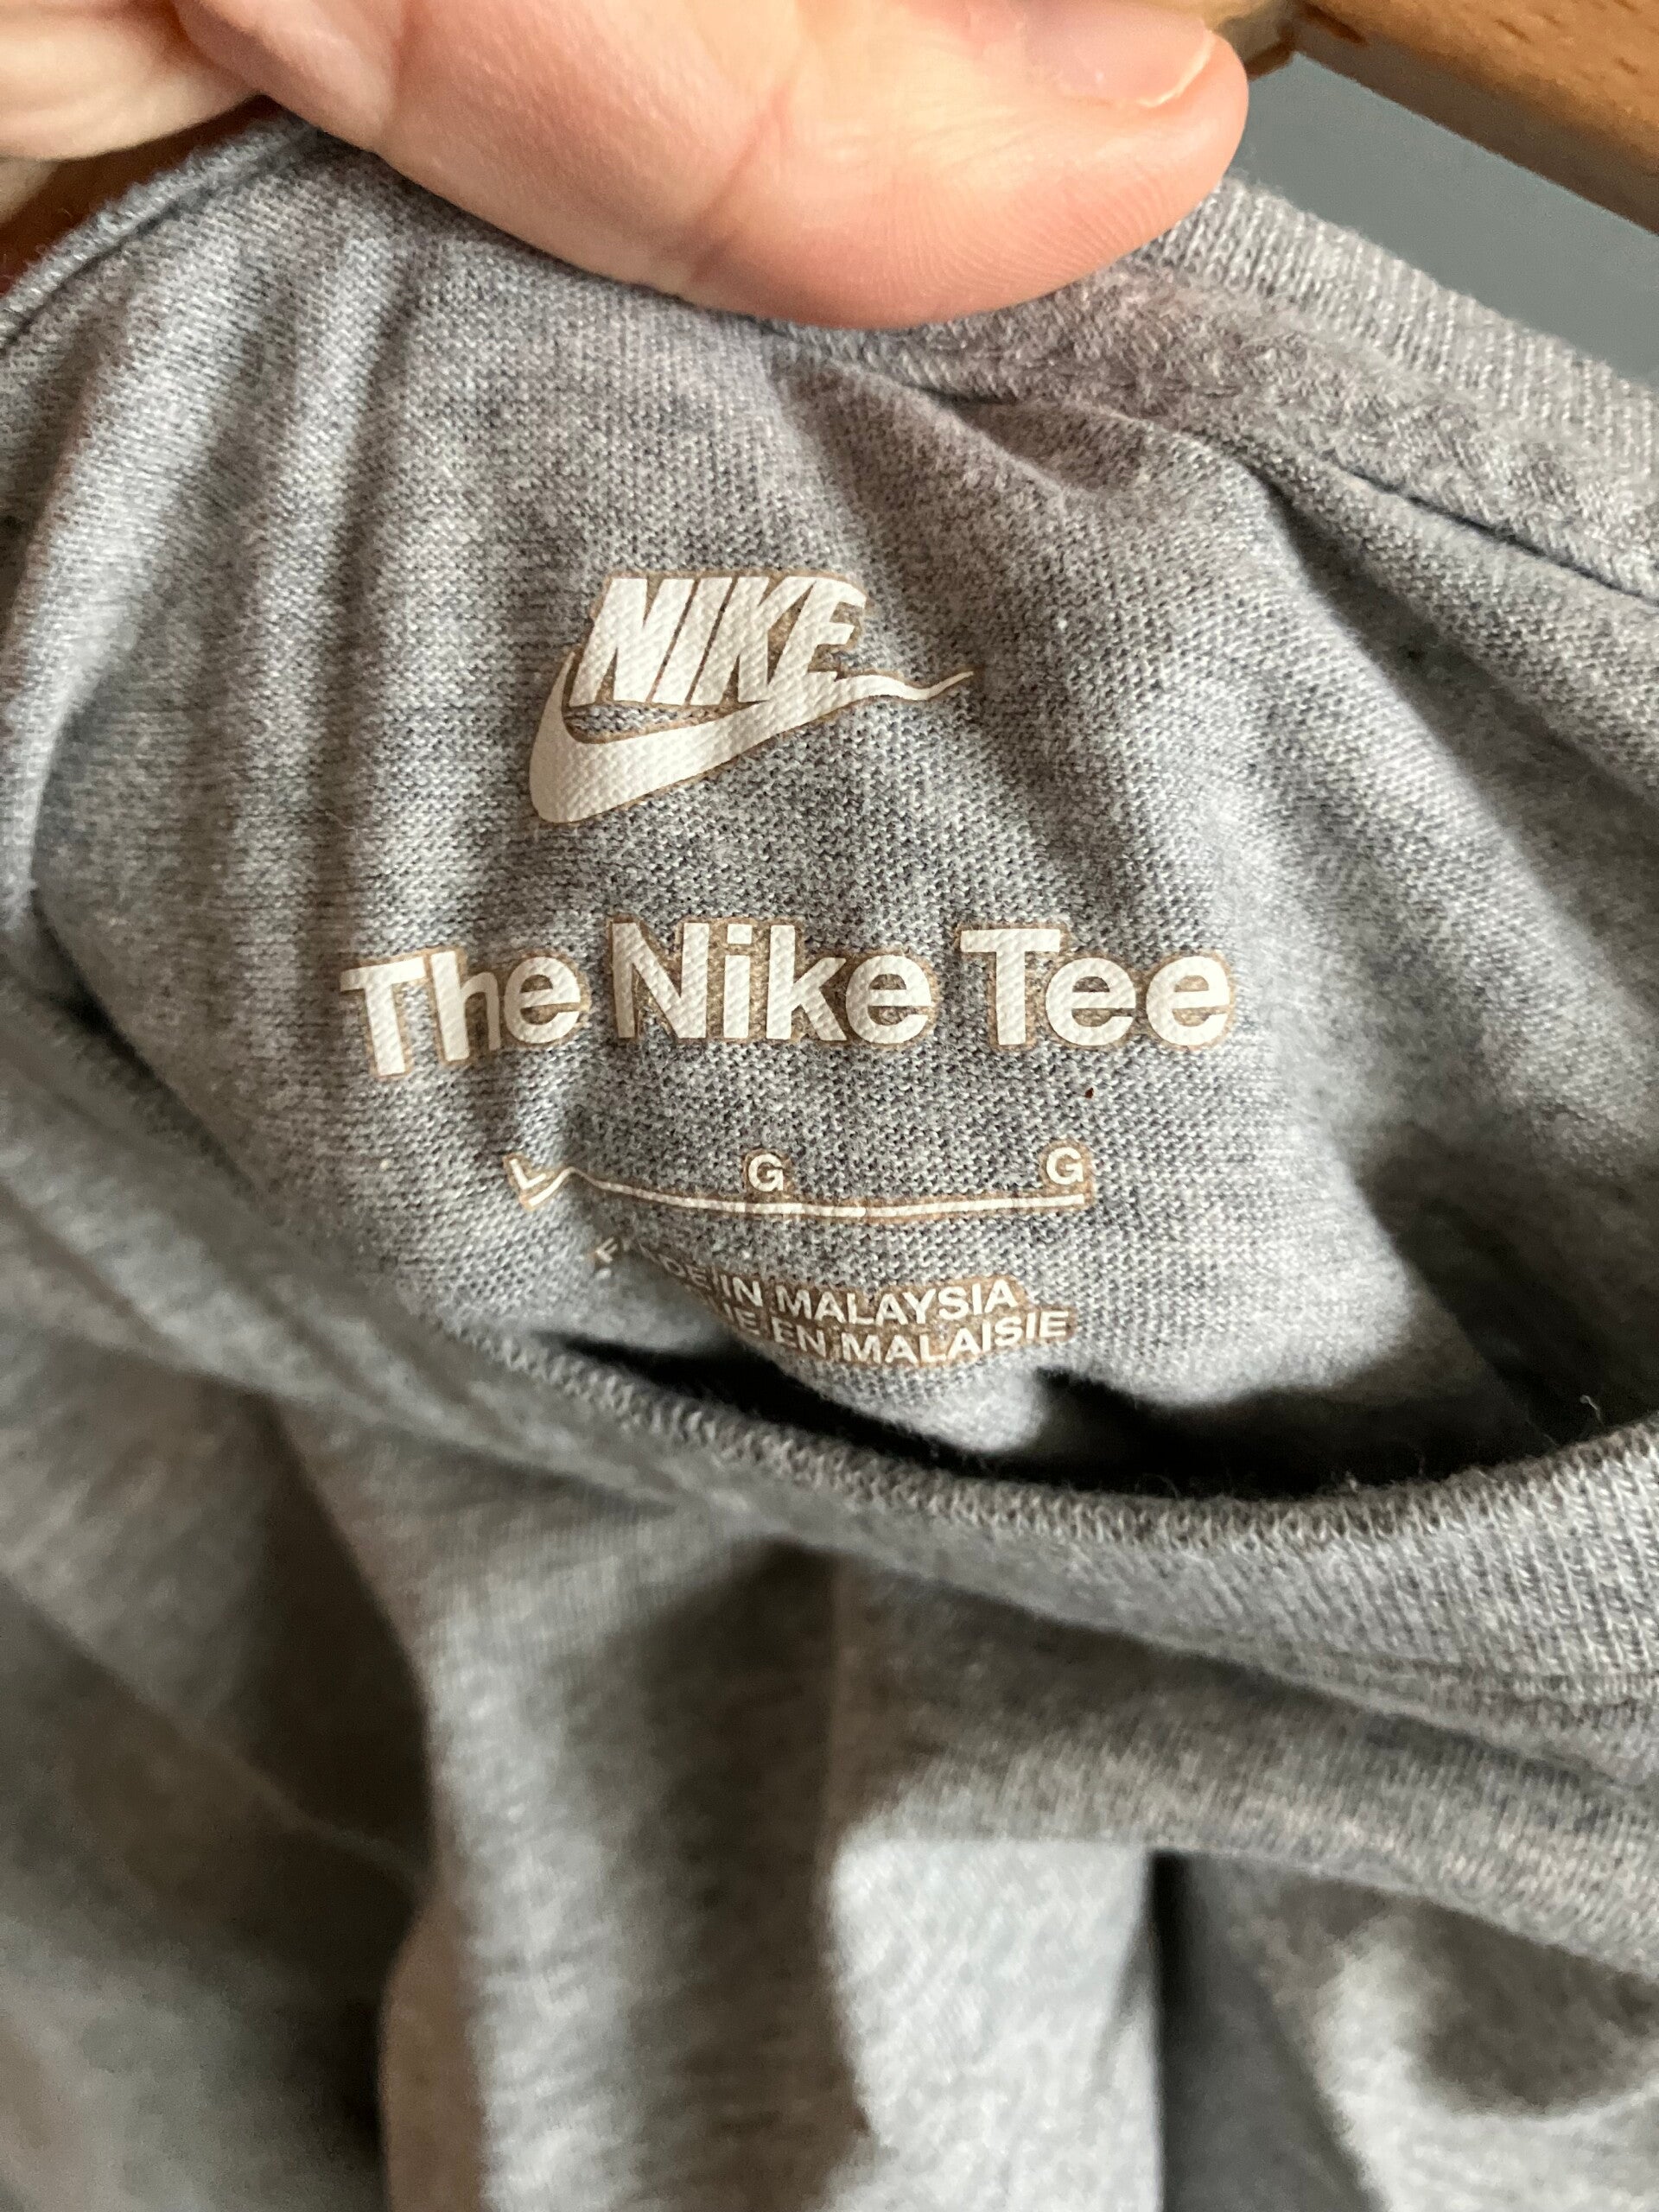 NIKE
The Nike Tee
L G G
IN MALAYSIA
EN MALAISIE